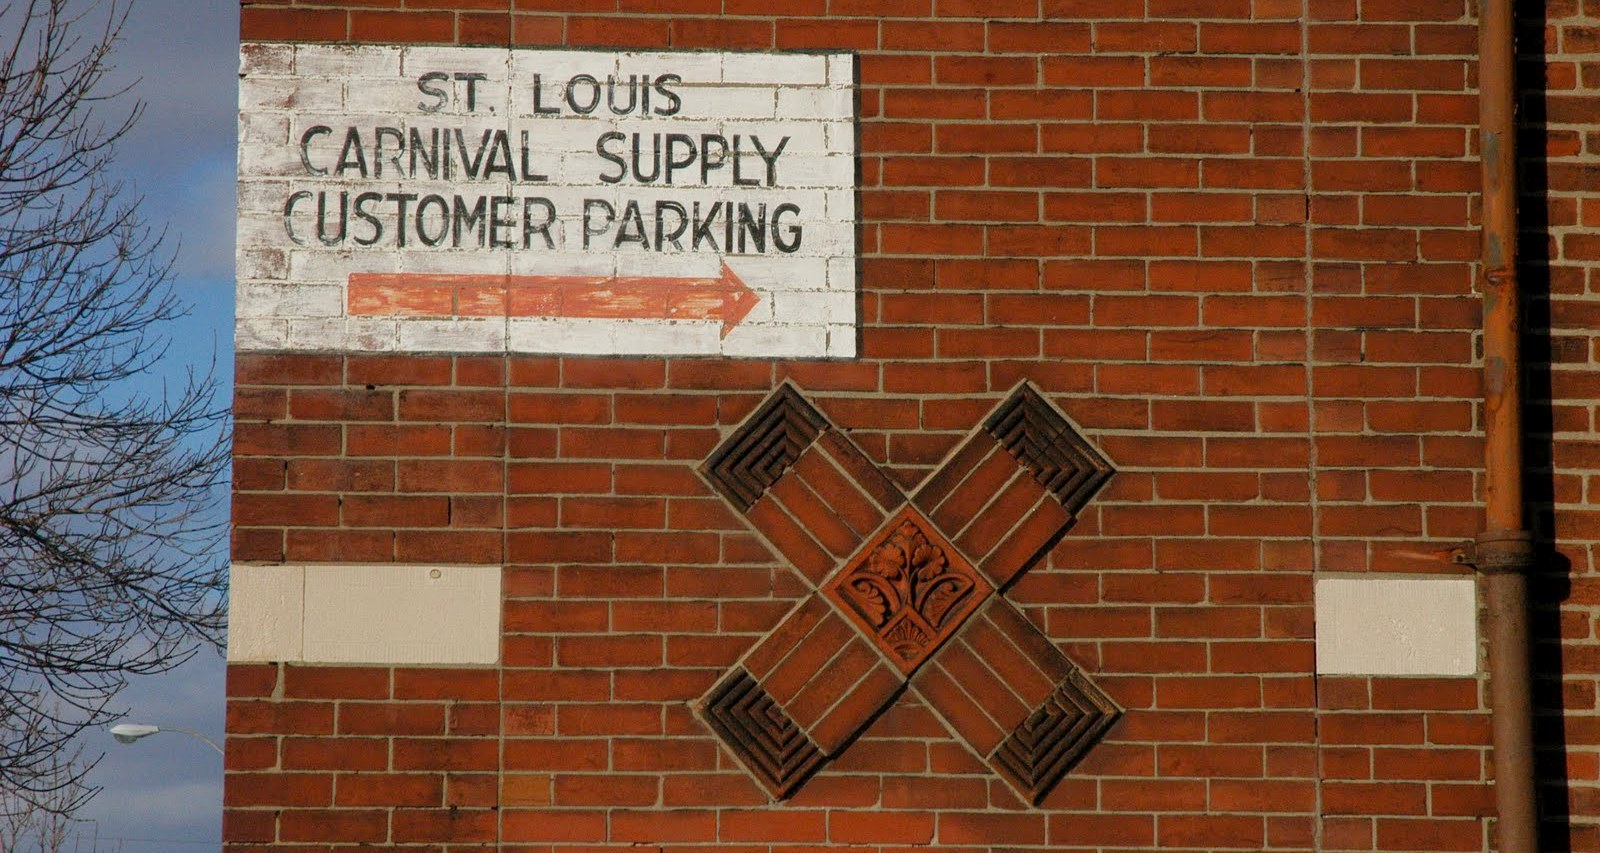 ST. LOUIS
CARNIVAL SUPPLY
CUSTOMER PARKING